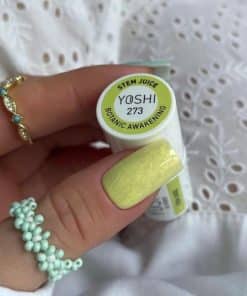 STEM JUICE
YOSHI
273
BOTANIC AWAKENING